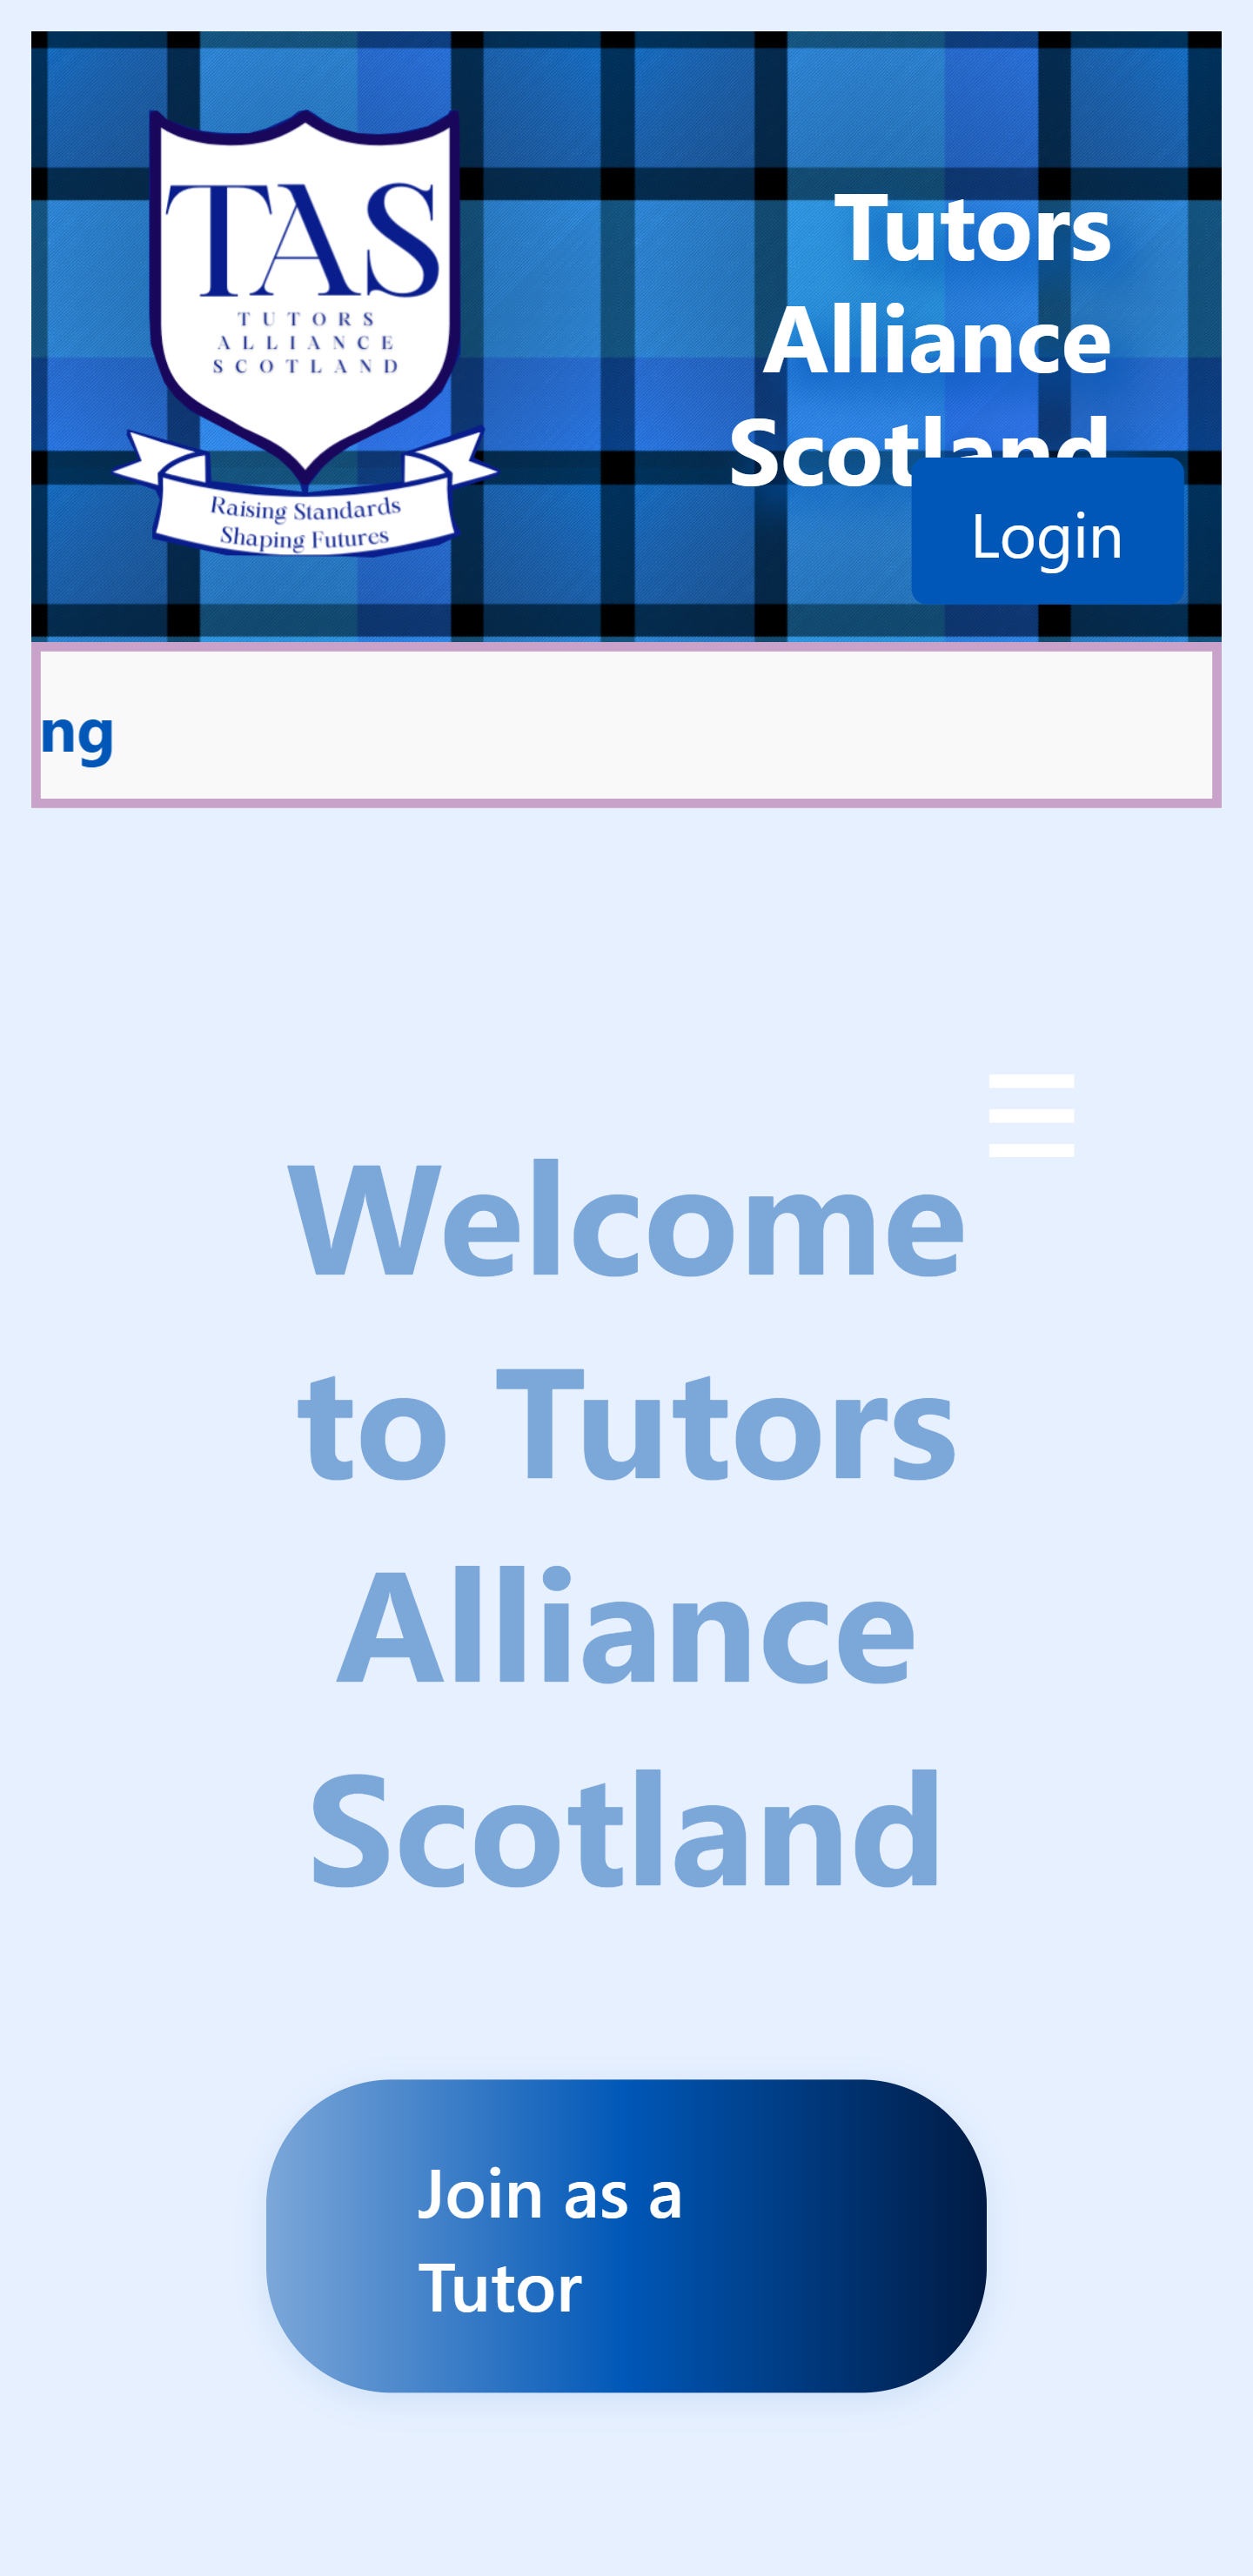 TAS
TUTORS
ALLIANCE
SCOTLAND
Raising Standards
Shaping Futures
Tutors
Alliance
Scotland
Login
ng
Welcome
to Tutors
Alliance
Scotland
Join as a
Tutor